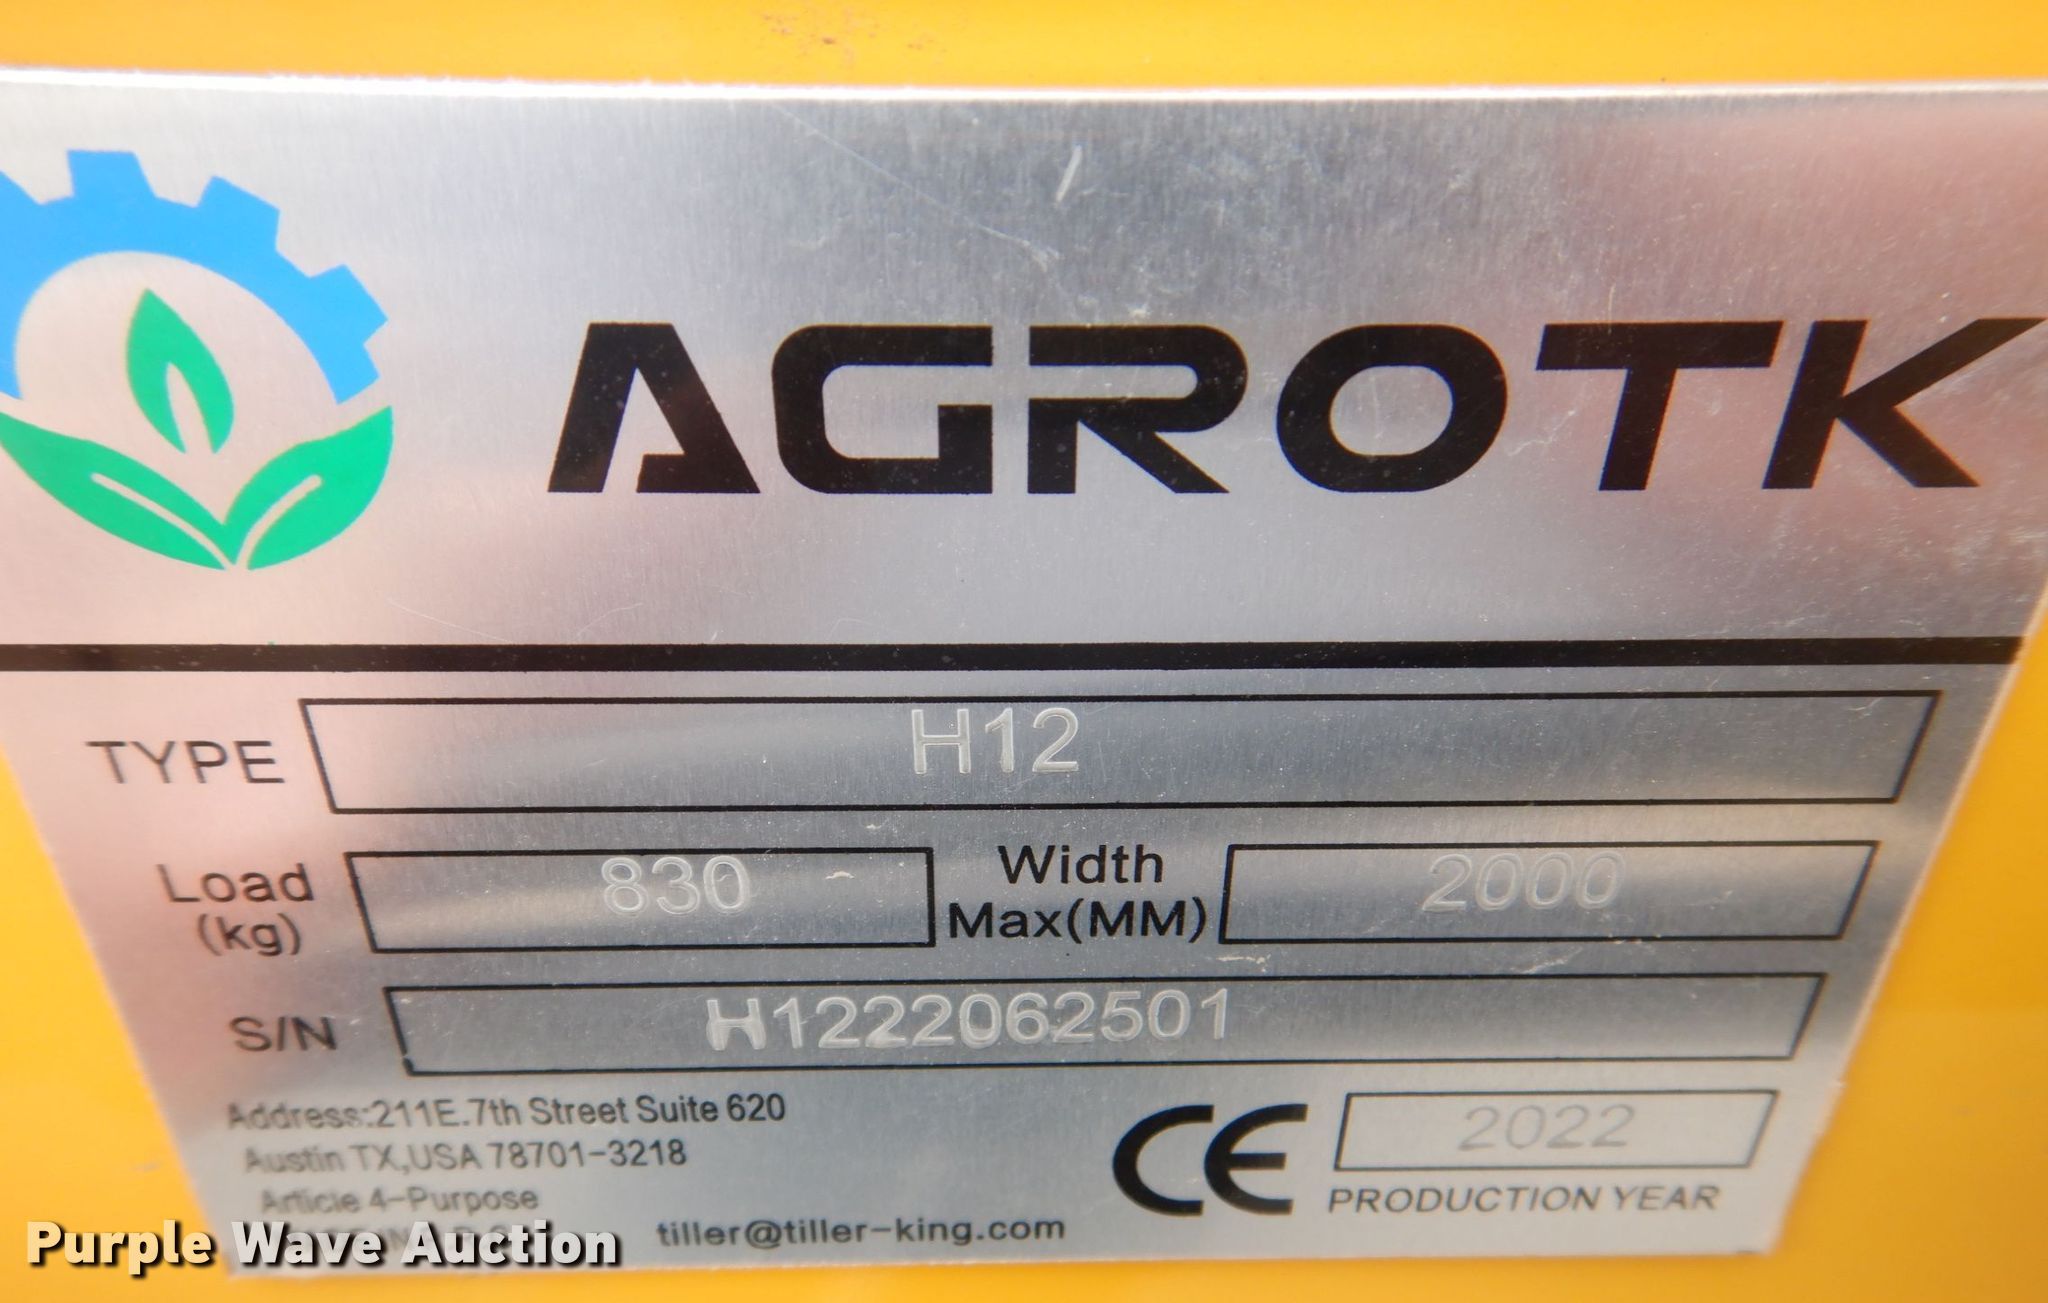 AGROTK
TYPE H12
Load (kg) 830 Width Max(MM) 2000
S/N H1222062501
Address:211E.7th Street Suite 620
Austin TX,USA 78701-3218
Article 4-Purpose
tiller@tiller-king.com
CE 2022
PRODUCTION YEAR
Purple Wave Auction